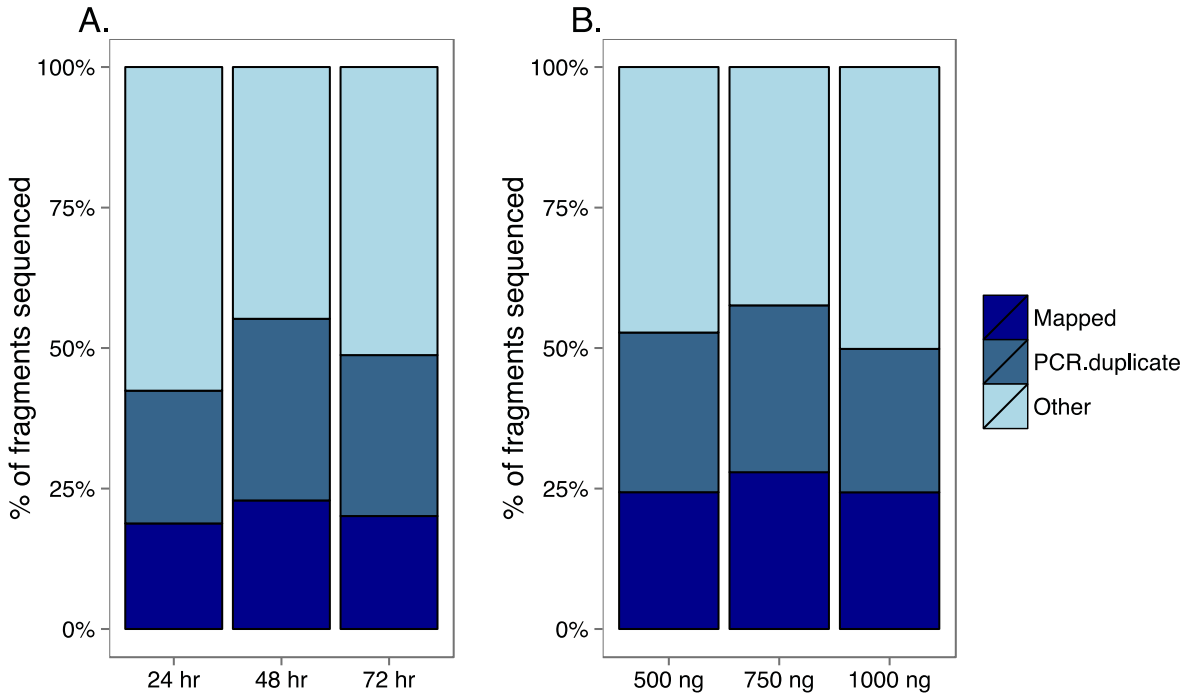 A.
% of fragments sequenced
100%
75%
50%
25%
0%
24 hr
48 hr
72 hr
B.
% of fragments sequenced
100%
75%
50%
25%
0%
500 ng
750 ng
1000 ng
Mapped
PCR.duplicate
Other